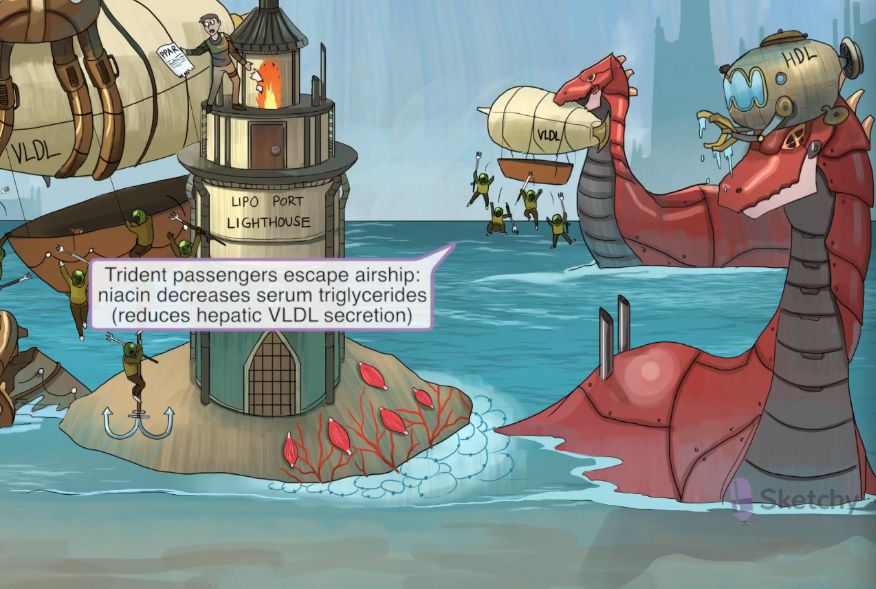 PPAR
HDL
VLDL
VLDL
LIPO PORT
LIGHTHOUSE
Trident passengers escape airship:
niacin decreases serum triglycerides
(reduces hepatic VLDL secretion)
Sketchy